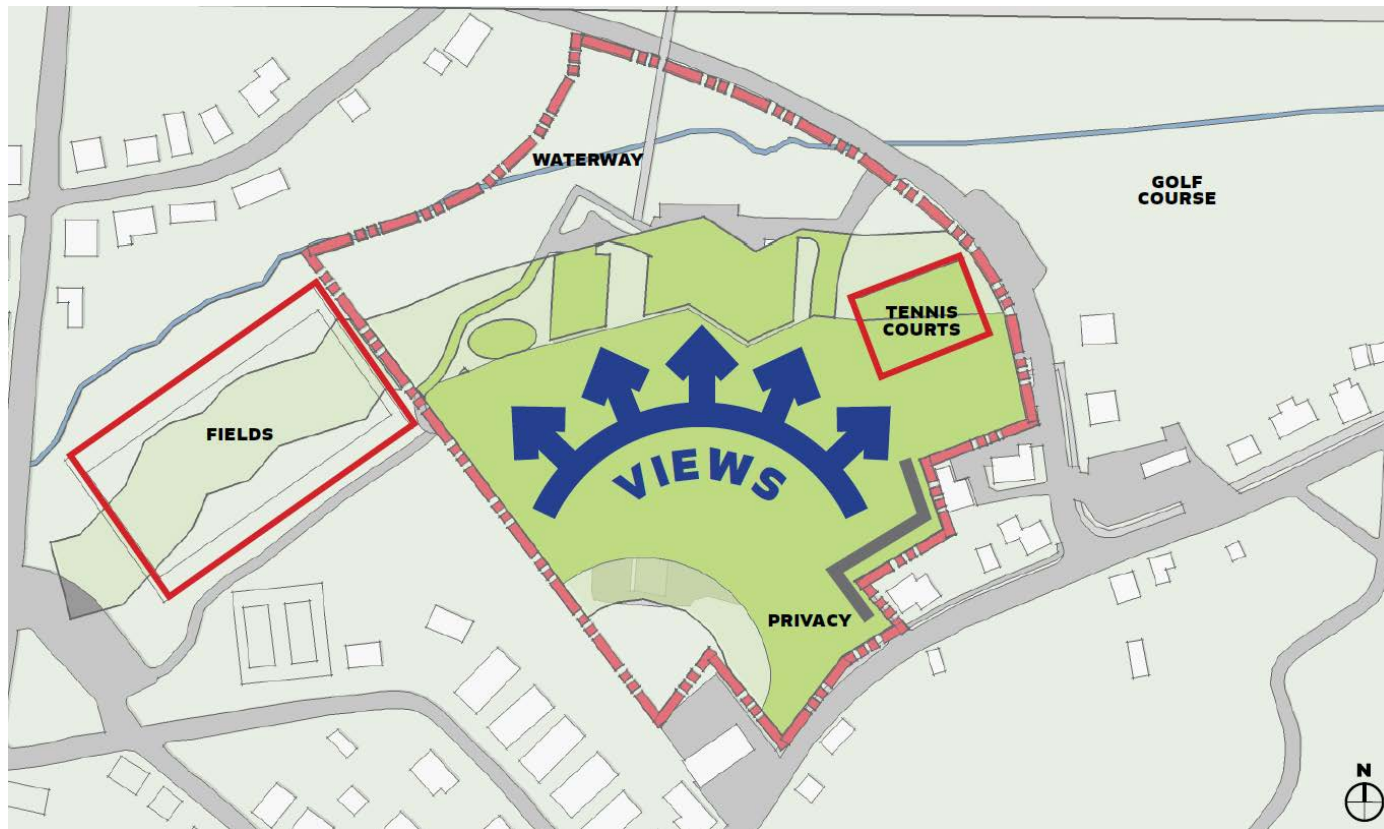 WATERWAY
GOLF
COURSE
TENNIS
COURTS
FIELDS
VIEWS
PRIVACY
N